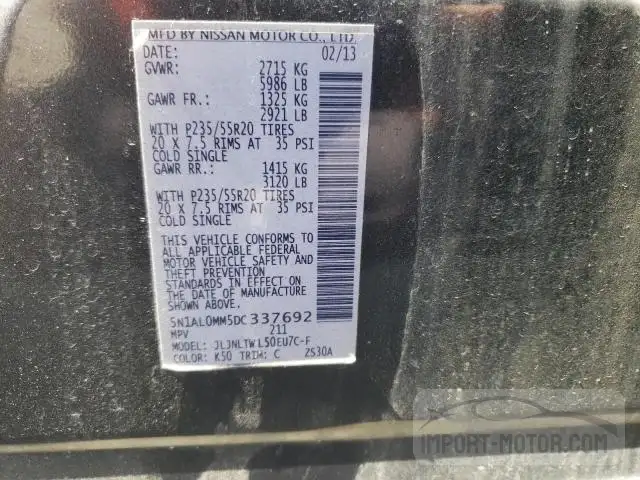 MFD BY NISSAN MOTOR CO., LTD.
DATE: 02/13
GVWR: 2715 KG
5986 LB
GAWR FR.: 1325 KG
2921 LB
WITH P235/55R20 TIRES
20 X 7.5 RIMS AT 35 PSI
COLD SINGLE
GAWR RR.: 1415 KG
3120 LB
WITH P235/55R20 TIRES
20 X 7.5 RIMS AT 35 PSI
COLD SINGLE
THIS VEHICLE CONFORMS TO
ALL APPLICABLE FEDERAL
MOTOR VEHICLE SAFETY AND
THEFT PREVENTION
STANDARDS IN EFFECT ON
THE DATE OF MANUFACTURE
SHOWN ABOVE.
5N1AL0MM5DC337692
MPV 211
MODEL: JLJNLTWL50EU7C-F
COLOR: K50 TRIM: C 2S30A
IMPORT-MOTOR.COM